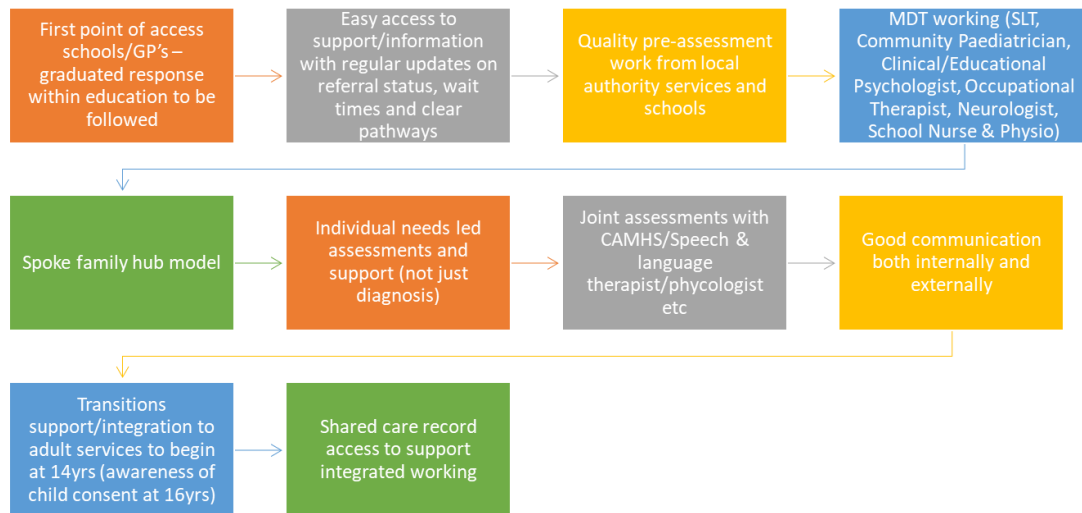 First point of access
schools/GP's –
graduated response
within education to be
followed
Easy access to
support/information
with regular updates on
referral status, wait
times and clear
pathways
Quality pre-assessment
work from local
authority services and
schools
MDT working (SLT,
Community Paediatrician,
Clinical/Educational
Psychologist, Occupational
Therapist, Neurologist,
School Nurse & Physio)
Spoke family hub model
Individual needs led
assessments and
support (not just
diagnosis)
Joint assessments with
CAMHS/Speech &
language
therapist/phycologist
etc
Good communication
both internally and
externally
Transitions
support/integration to
adult services to begin
at 14yrs (awareness of
child consent at 16yrs)
Shared care record
access to support
integrated working